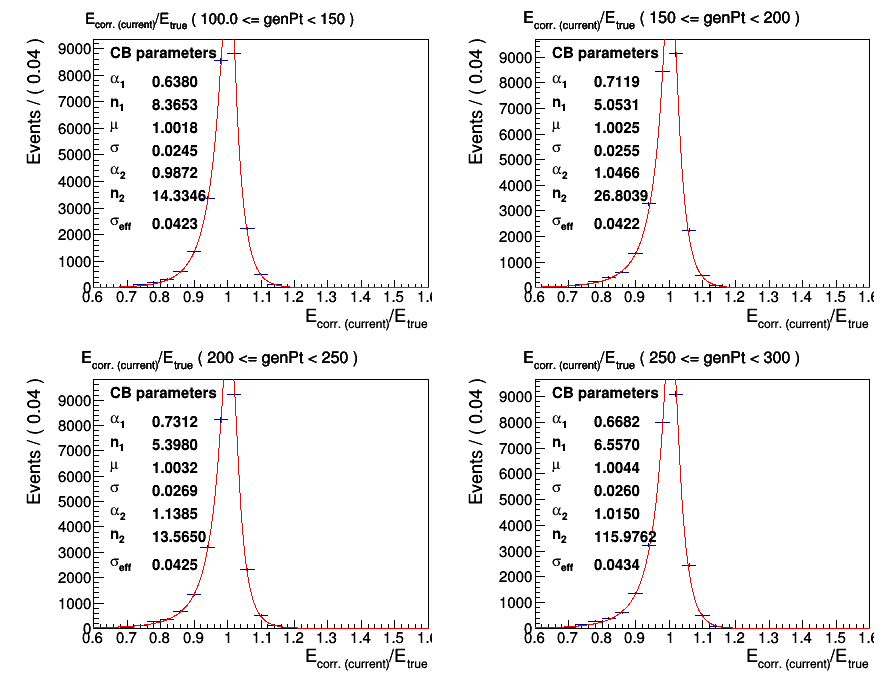 E_corr. (current)/E_true ( 100.0 <= genPt < 150 )
Events / ( 0.04 )
9000
8000
7000
6000
5000
4000
3000
2000
1000
0
CB parameters
α_1 0.6380
n_1 8.3653
μ 1.0018
σ 0.0245
α_2 0.9872
n_2 14.3346
σ_eff 0.0423
0.6 0.7 0.8 0.9 1 1.1 1.2 1.3 1.4 1.5 1.6
E_corr. (current)/E_true
E_corr. (current)/E_true ( 150 <= genPt < 200 )
Events / ( 0.04 )
9000
8000
7000
6000
5000
4000
3000
2000
1000
0
CB parameters
α_1 0.7119
n_1 5.0531
μ 1.0025
σ 0.0255
α_2 1.0466
n_2 26.8039
σ_eff 0.0422
0.6 0.7 0.8 0.9 1 1.1 1.2 1.3 1.4 1.5 1.6
E_corr. (current)/E_true
E_corr. (current)/E_true ( 200 <= genPt < 250 )
Events / ( 0.04 )
9000
8000
7000
6000
5000
4000
3000
2000
1000
0
CB parameters
α_1 0.7312
n_1 5.3980
μ 1.0032
σ 0.0269
α_2 1.1385
n_2 13.5650
σ_eff 0.0425
0.6 0.7 0.8 0.9 1 1.1 1.2 1.3 1.4 1.5 1.6
E_corr. (current)/E_true
E_corr. (current)/E_true ( 250 <= genPt < 300 )
Events / ( 0.04 )
9000
8000
7000
6000
5000
4000
3000
2000
1000
0
CB parameters
α_1 0.6682
n_1 6.5570
μ 1.0044
σ 0.0260
α_2 1.0150
n_2 115.9762
σ_eff 0.0434
0.6 0.7 0.8 0.9 1 1.1 1.2 1.3 1.4 1.5 1.6
E_corr. (current)/E_true